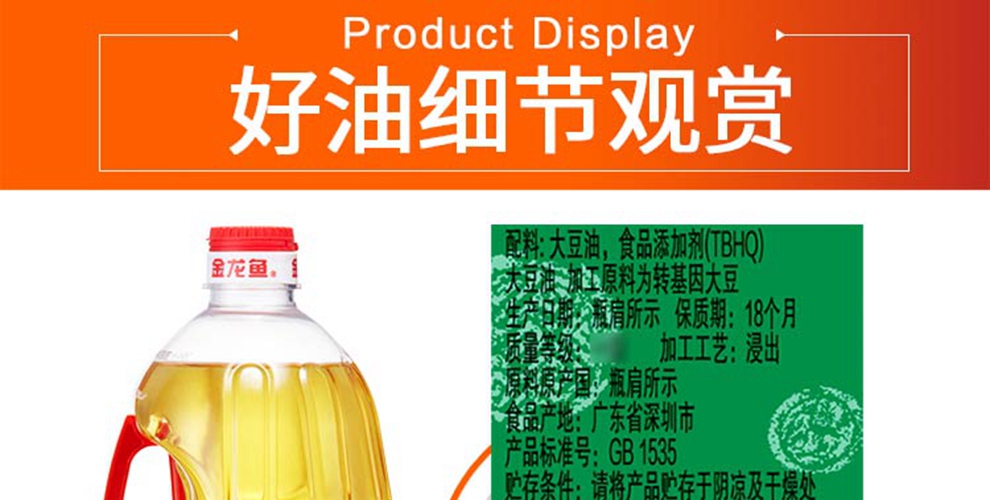 Product Display
好油细节观赏
金龙鱼
配料: 大豆油，食品添加剂(TBHQ)
大豆油 加工原料为转基因大豆
生产日期：瓶肩所示 保质期：18个月
质量等级： 加工工艺：浸出
原料原产国：瓶肩所示
食品产地：广东省深圳市
产品标准号：GB 1535
贮存条件：请将产品贮存于阴凉及干燥处